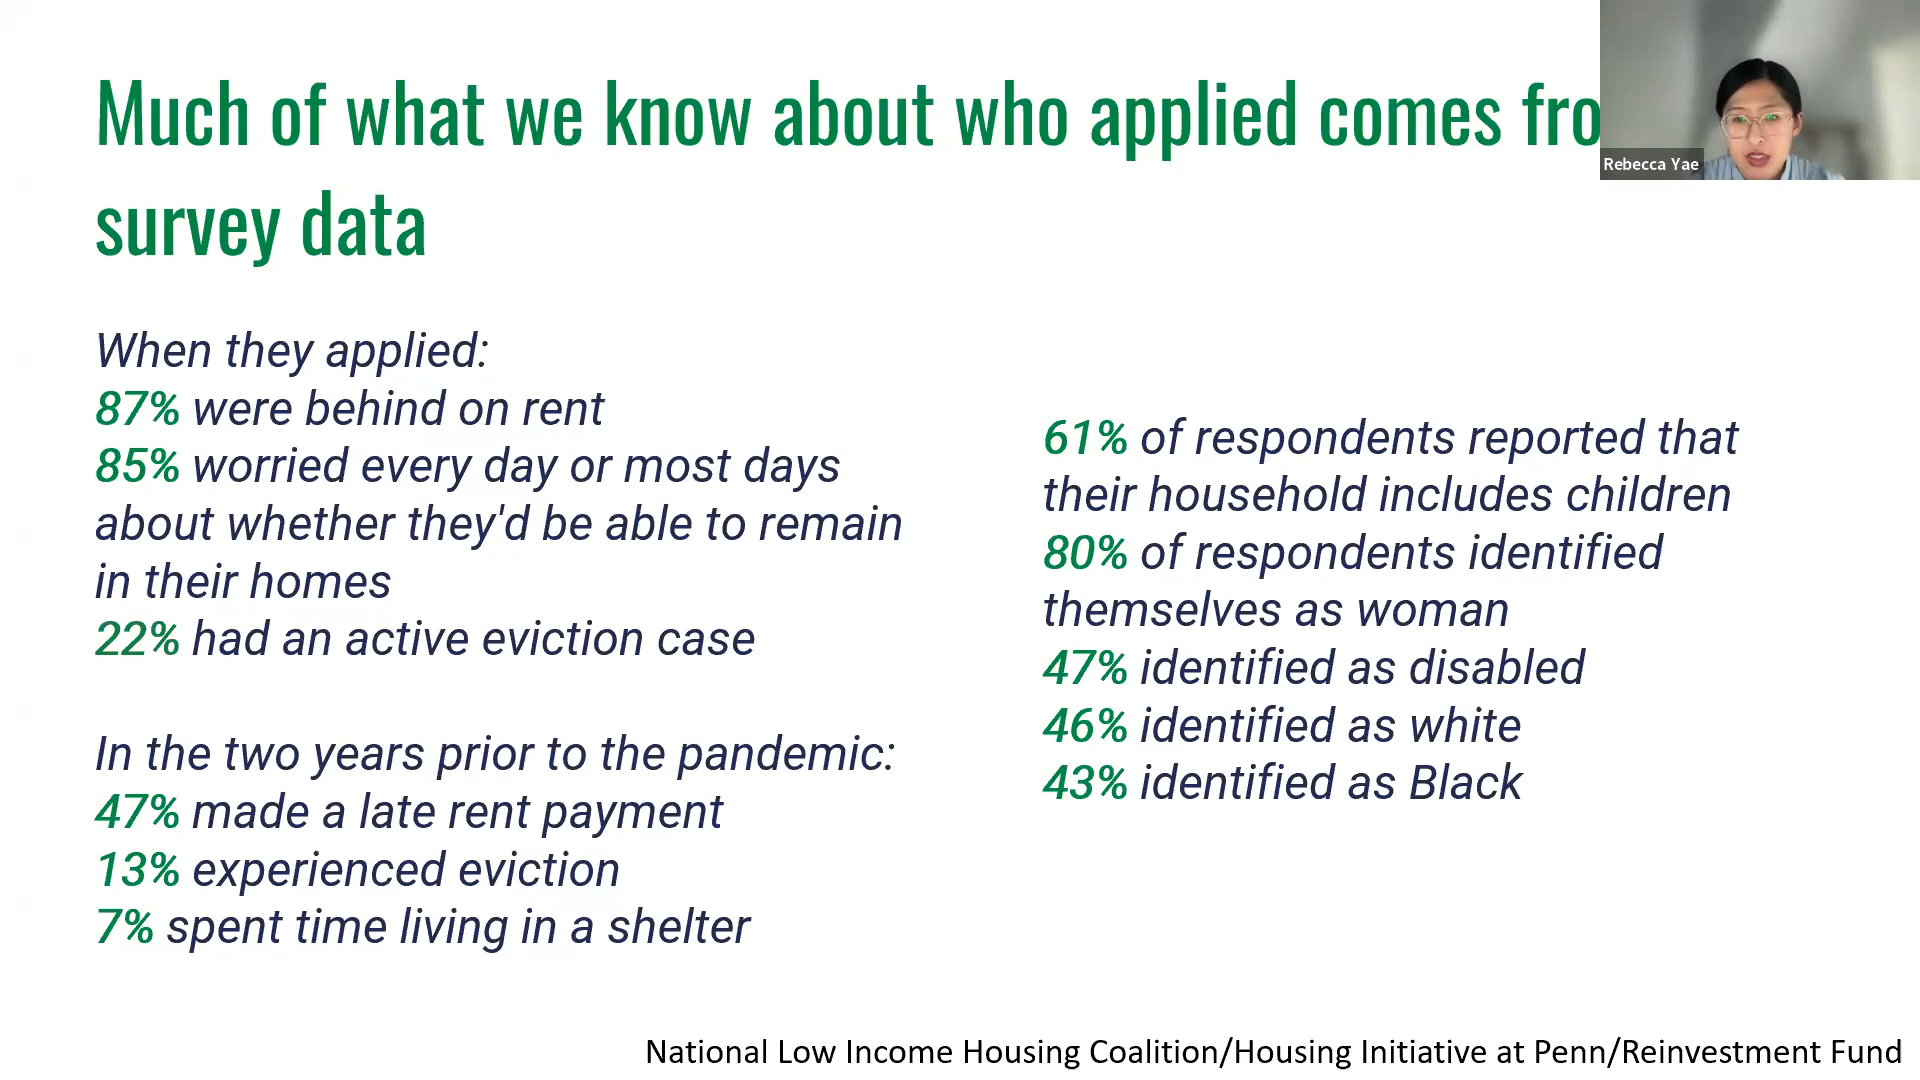 Much of what we know about who applied comes fro
survey data
Rebecca Yae
When they applied:
87% were behind on rent
85% worried every day or most days
about whether they'd be able to remain
in their homes
22% had an active eviction case
In the two years prior to the pandemic:
47% made a late rent payment
13% experienced eviction
7% spent time living in a shelter
61% of respondents reported that
their household includes children
80% of respondents identified
themselves as woman
47% identified as disabled
46% identified as white
43% identified as Black
National Low Income Housing Coalition/Housing Initiative at Penn/Reinvestment Fund